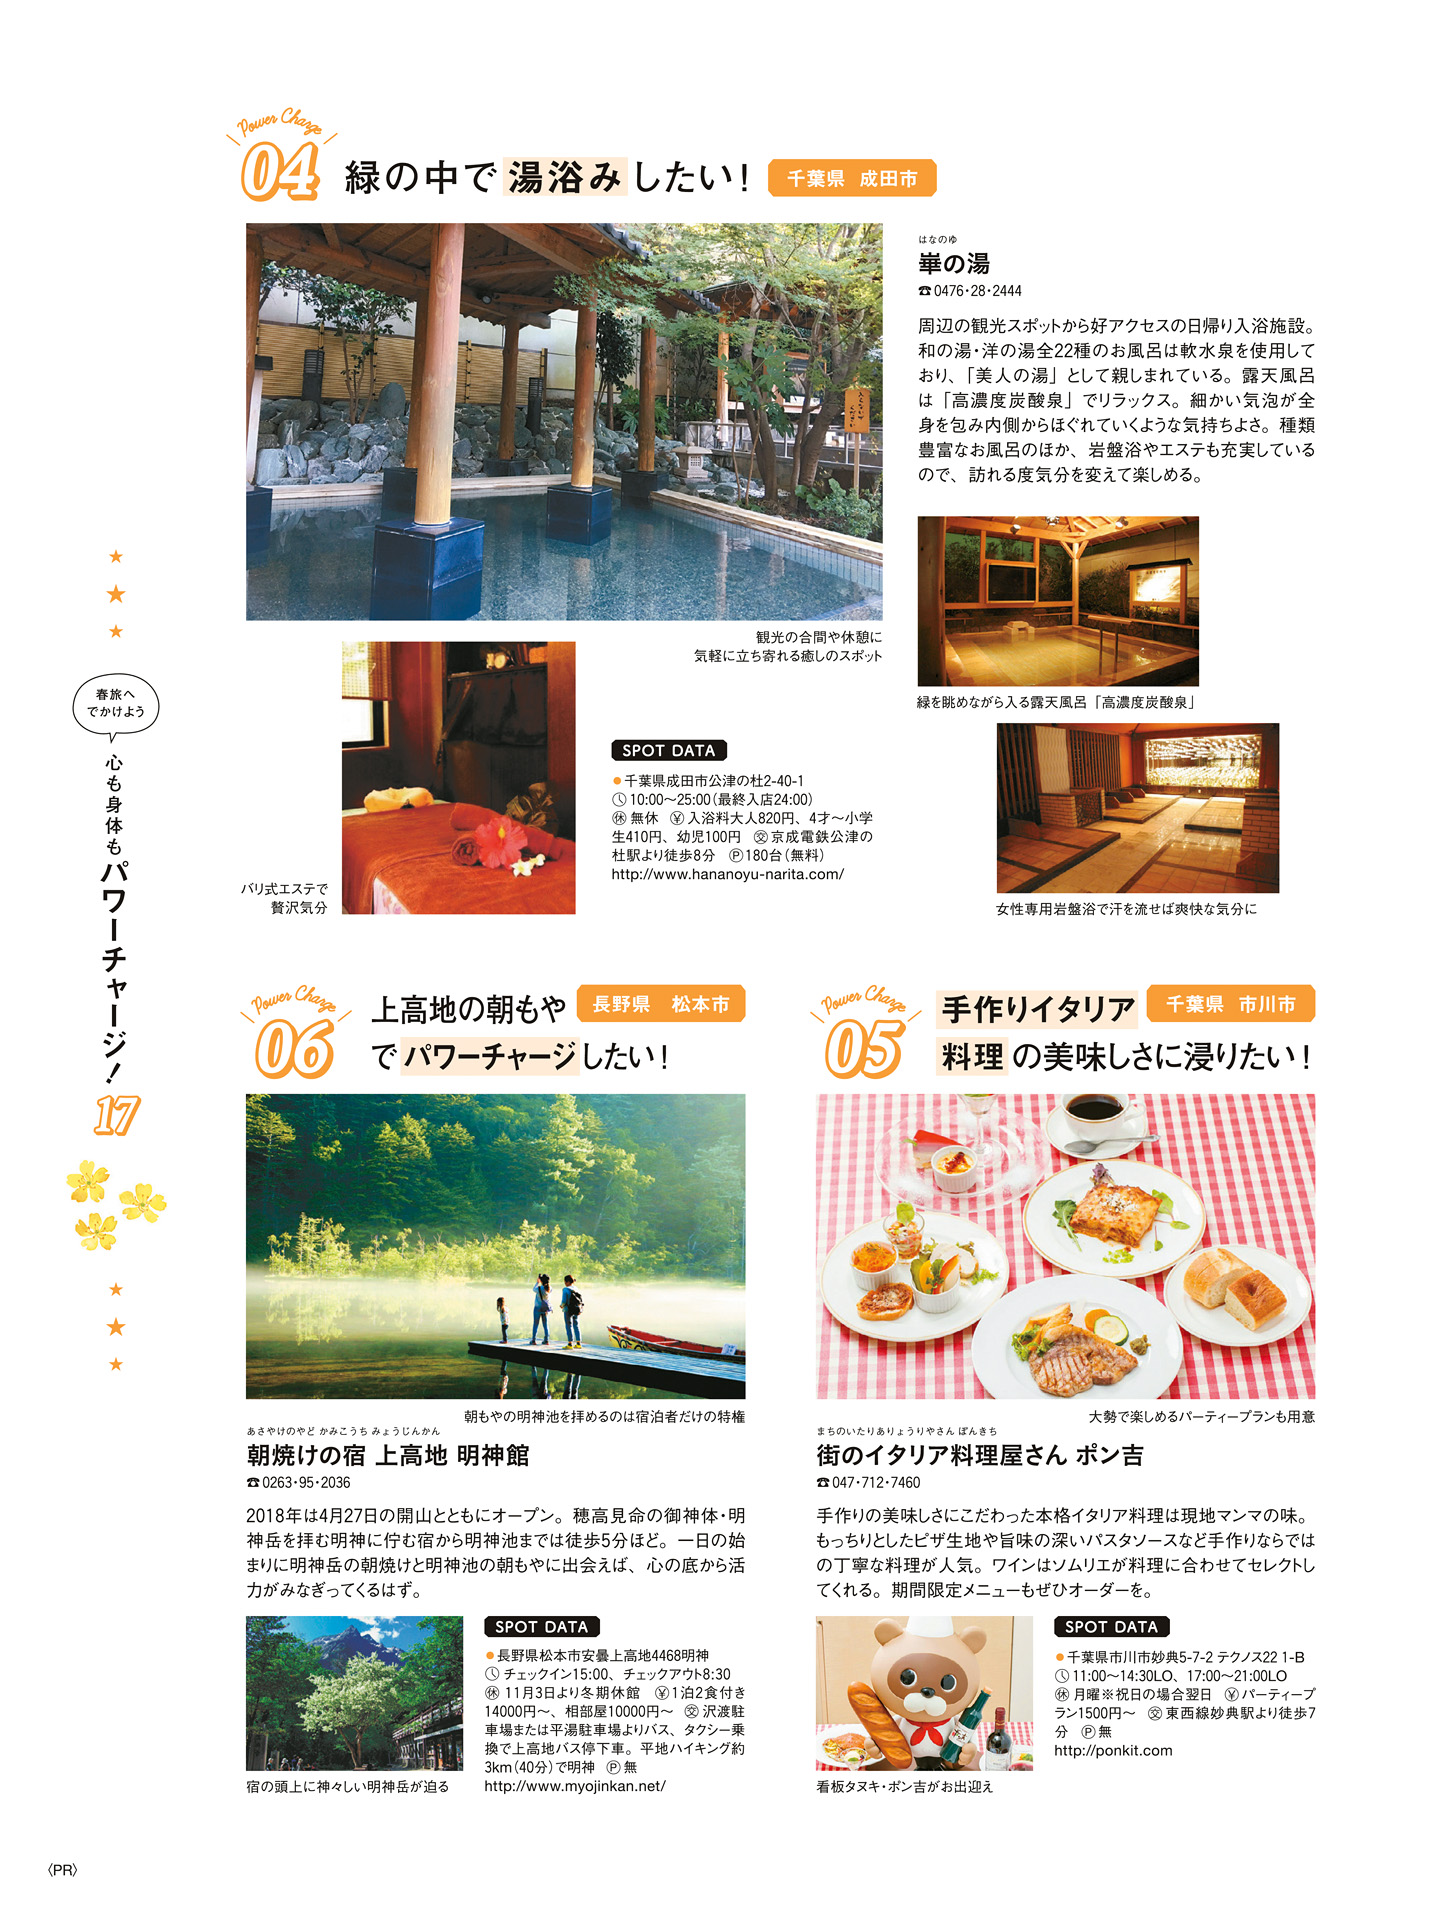 Power Charge
04
緑の中で湯浴みしたい！
千葉県 成田市
はなのゆ
崋の湯
☎0476・28・2444
周辺の観光スポットから好アクセスの日帰り入浴施設。
和の湯・洋の湯全22種のお風呂は軟水泉を使用して
おり、「美人の湯」として親しまれている。露天風呂
は「高濃度炭酸泉」でリラックス。細かい気泡が全
身を包み内側からほぐれていくような気持ちよさ。種類
豊富なお風呂のほか、岩盤浴やエステも充実している
ので、訪れる度気分を変えて楽しめる。
観光の合間や休憩に
気軽に立ち寄れる癒しのスポット
緑を眺めながら入る露天風呂「高濃度炭酸泉」
バリ式エステで
贅沢気分
SPOT DATA
●千葉県成田市公津の杜2-40-1
10:00〜25:00（最終入店24:00）
㊡無休 ￥入浴料大人820円、4才〜小学
生410円、幼児100円 交京成電鉄公津の
杜駅より徒歩8分 Ⓟ180台（無料）
http://www.hananoyu-narita.com/
女性専用岩盤浴で汗を流せば爽快な気分に
春旅へ
でかけよう
心も身体もパワーチャージ！
17
Power Charge
05
手作りイタリア
料理の美味しさに浸りたい！
千葉県 市川市
大勢で楽しめるパーティープランも用意
まちのいたりありょうりやさん ぽんきち
街のイタリア料理屋さん ポン吉
☎047・712・7460
手作りの美味しさにこだわった本格イタリア料理は現地マンマの味。
もっちりとしたピザ生地や旨味の深いパスタソースなど手作りならでは
の丁寧な料理が人気。ワインはソムリエが料理に合わせてセレクトし
てくれる。期間限定メニューもぜひオーダーを。
看板タヌキ・ポン吉がお出迎え
SPOT DATA
●千葉県市川市妙典5-7-2 テクノス22 1-B
11:00〜14:30LO、17:00〜21:00LO
㊡月曜※祝日の場合翌日 ￥パーティープ
ラン1500円〜 交東西線妙典駅より徒歩7
分 Ⓟ無
http://ponkit.com
Power Charge
06
上高地の朝もや
でパワーチャージしたい！
長野県 松本市
朝もやの明神池を拝めるのは宿泊者だけの特権
あさやけのやど かみこうち みょうじんかん
朝焼けの宿 上高地 明神館
☎0263・95・2036
2018年は4月27日の開山とともにオープン。穂高見命の御神体・明
神岳を拝む明神に佇む宿から明神池までは徒歩5分ほど。一日の始
まりに明神岳の朝焼けと明神池の朝もやに出会えば、心の底から活
力がみなぎってくるはず。
宿の頭上に神々しい明神岳が迫る
SPOT DATA
●長野県松本市安曇上高地4468明神
チェックイン15:00、チェックアウト8:30
㊡11月3日より冬期休館 ￥1泊2食付き
14000円〜、相部屋10000円〜 交沢渡駐
車場または平湯駐車場よりバス、タクシー乗
換で上高地バス停下車。平地ハイキング約
3km（40分）で明神 Ⓟ無
http://www.myojinkan.net/
〈PR〉